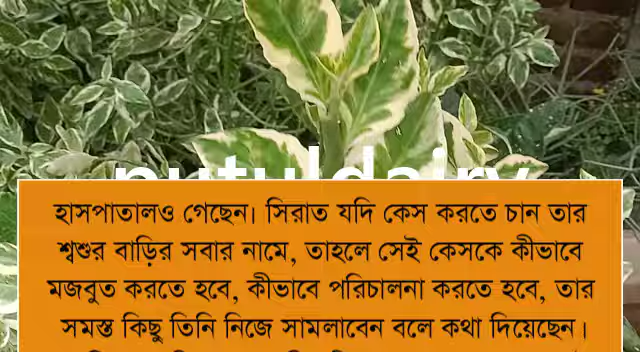 হাসপাতালও গেছেন। সিরাত যদি কেস করতে চান তার
শ্বশুর বাড়ির সবার নামে, তাহলে সেই কেসকে কীভাবে
মজবুত করতে হবে, কীভাবে পরিচালনা করতে হবে, তার
সমস্ত কিছু তিনি নিজে সামলাবেন বলে কথা দিয়েছেন।